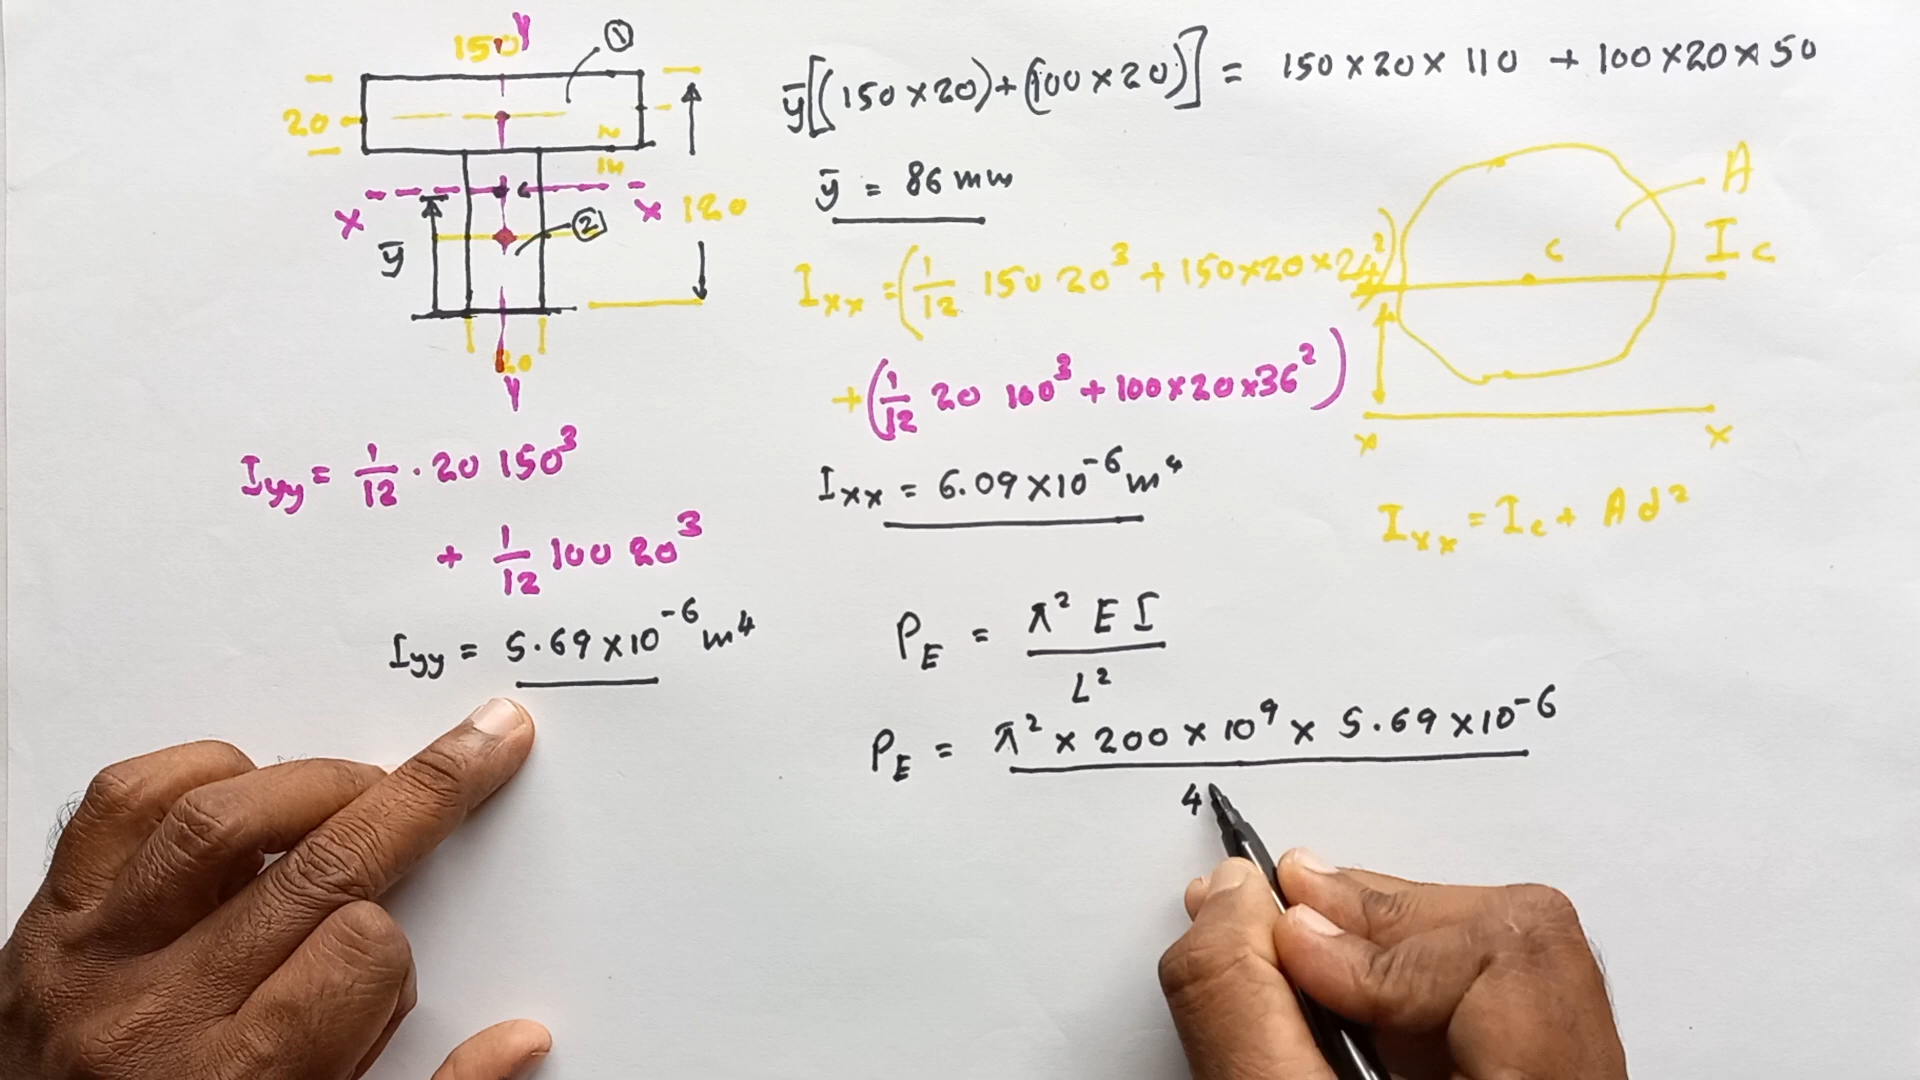 150 Y
①
20
X X 120
ȳ ②
20
Y
ȳ[(150×20)+(100×20)] = 150×20×110 + 100×20×50
ȳ = 86 mm
Ixx = (1/12 150 20³ + 150×20×24²)
+(1/12 20 100³ + 100×20×36²)
Ixx = 6.09×10⁻⁶ m⁴
A
c Ic
x x
Ixx = Ic + Ad²
Iyy = 1/12 · 20 150³
+ 1/12 100 20³
Iyy = 5.69×10⁻⁶ m⁴
PE = π² E I / L²
PE = π² × 200 × 10⁹ × 5.69 × 10⁻⁶ / 4